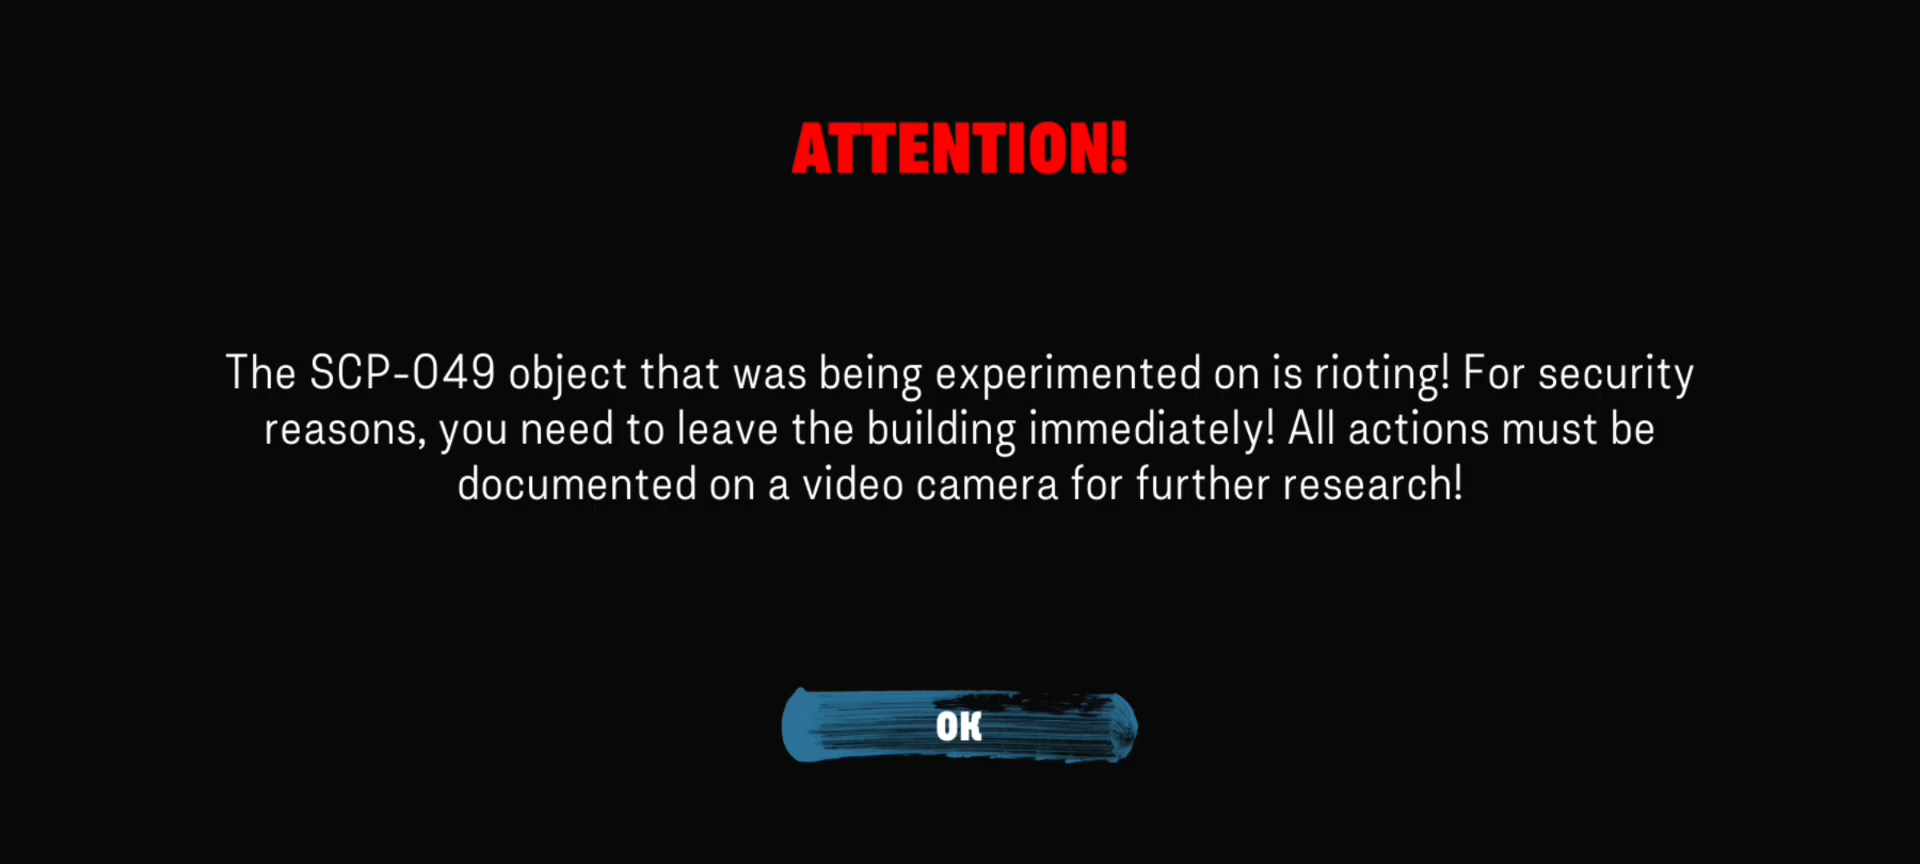 ATTENTION!
The SCP-049 object that was being experimented on is rioting! For security
reasons, you need to leave the building immediately! All actions must be
documented on a video camera for further research!
OK